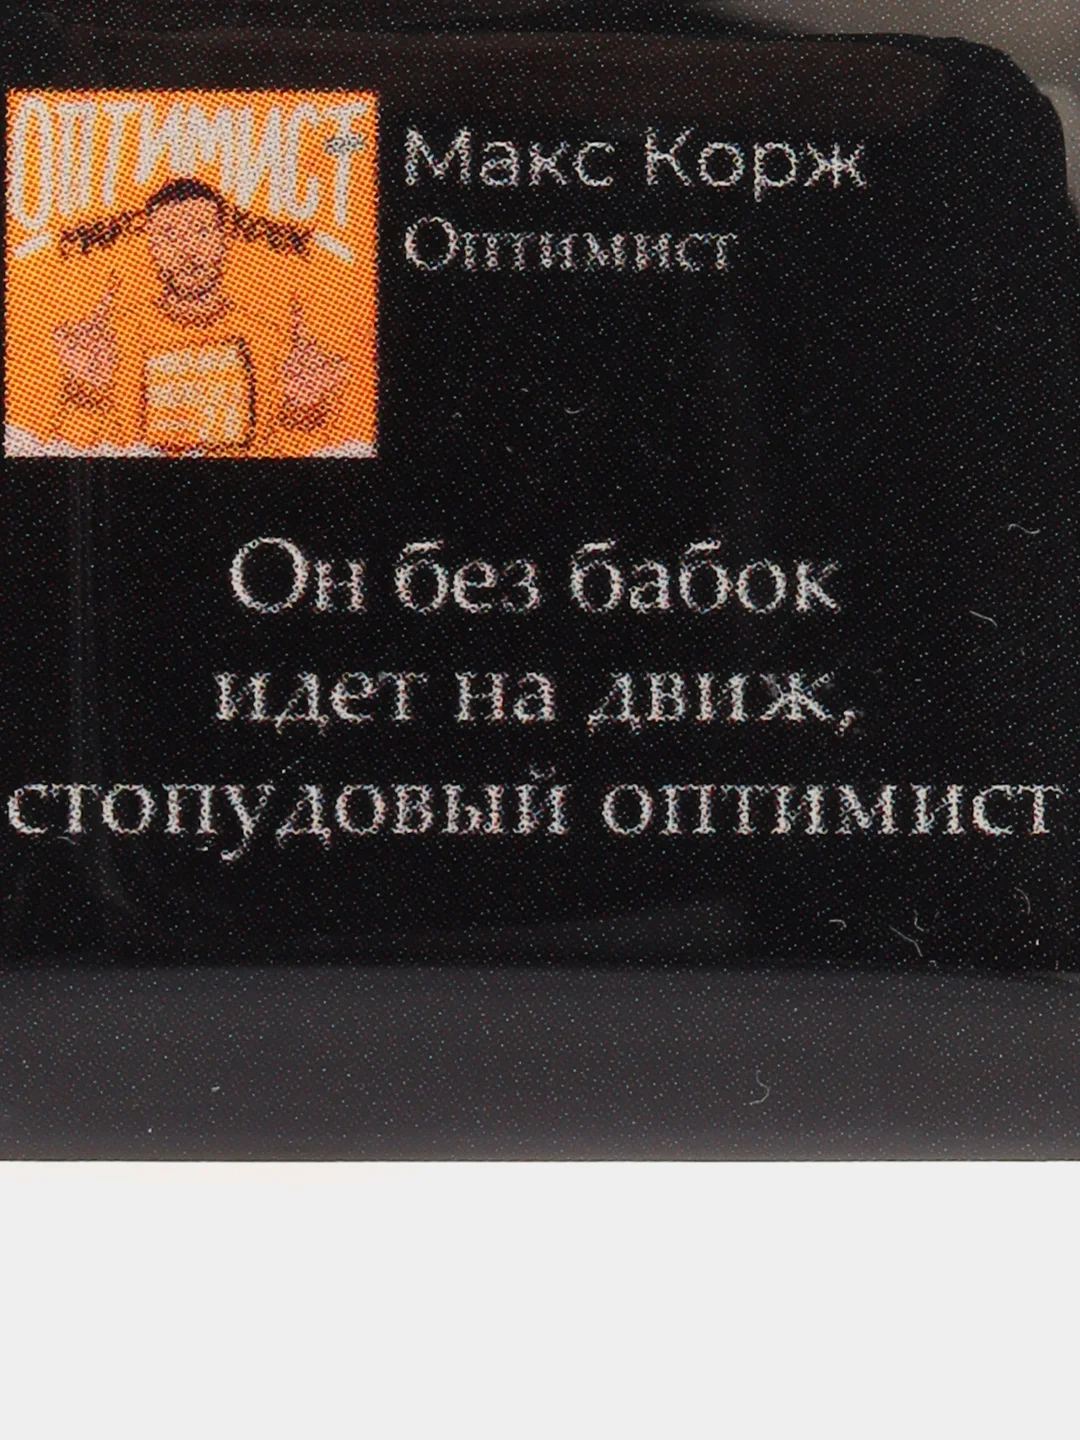 ОПТИМИСТ
Макс Корж
Оптимист
Он без бабок
идет на движ,
стопудовый оптимист